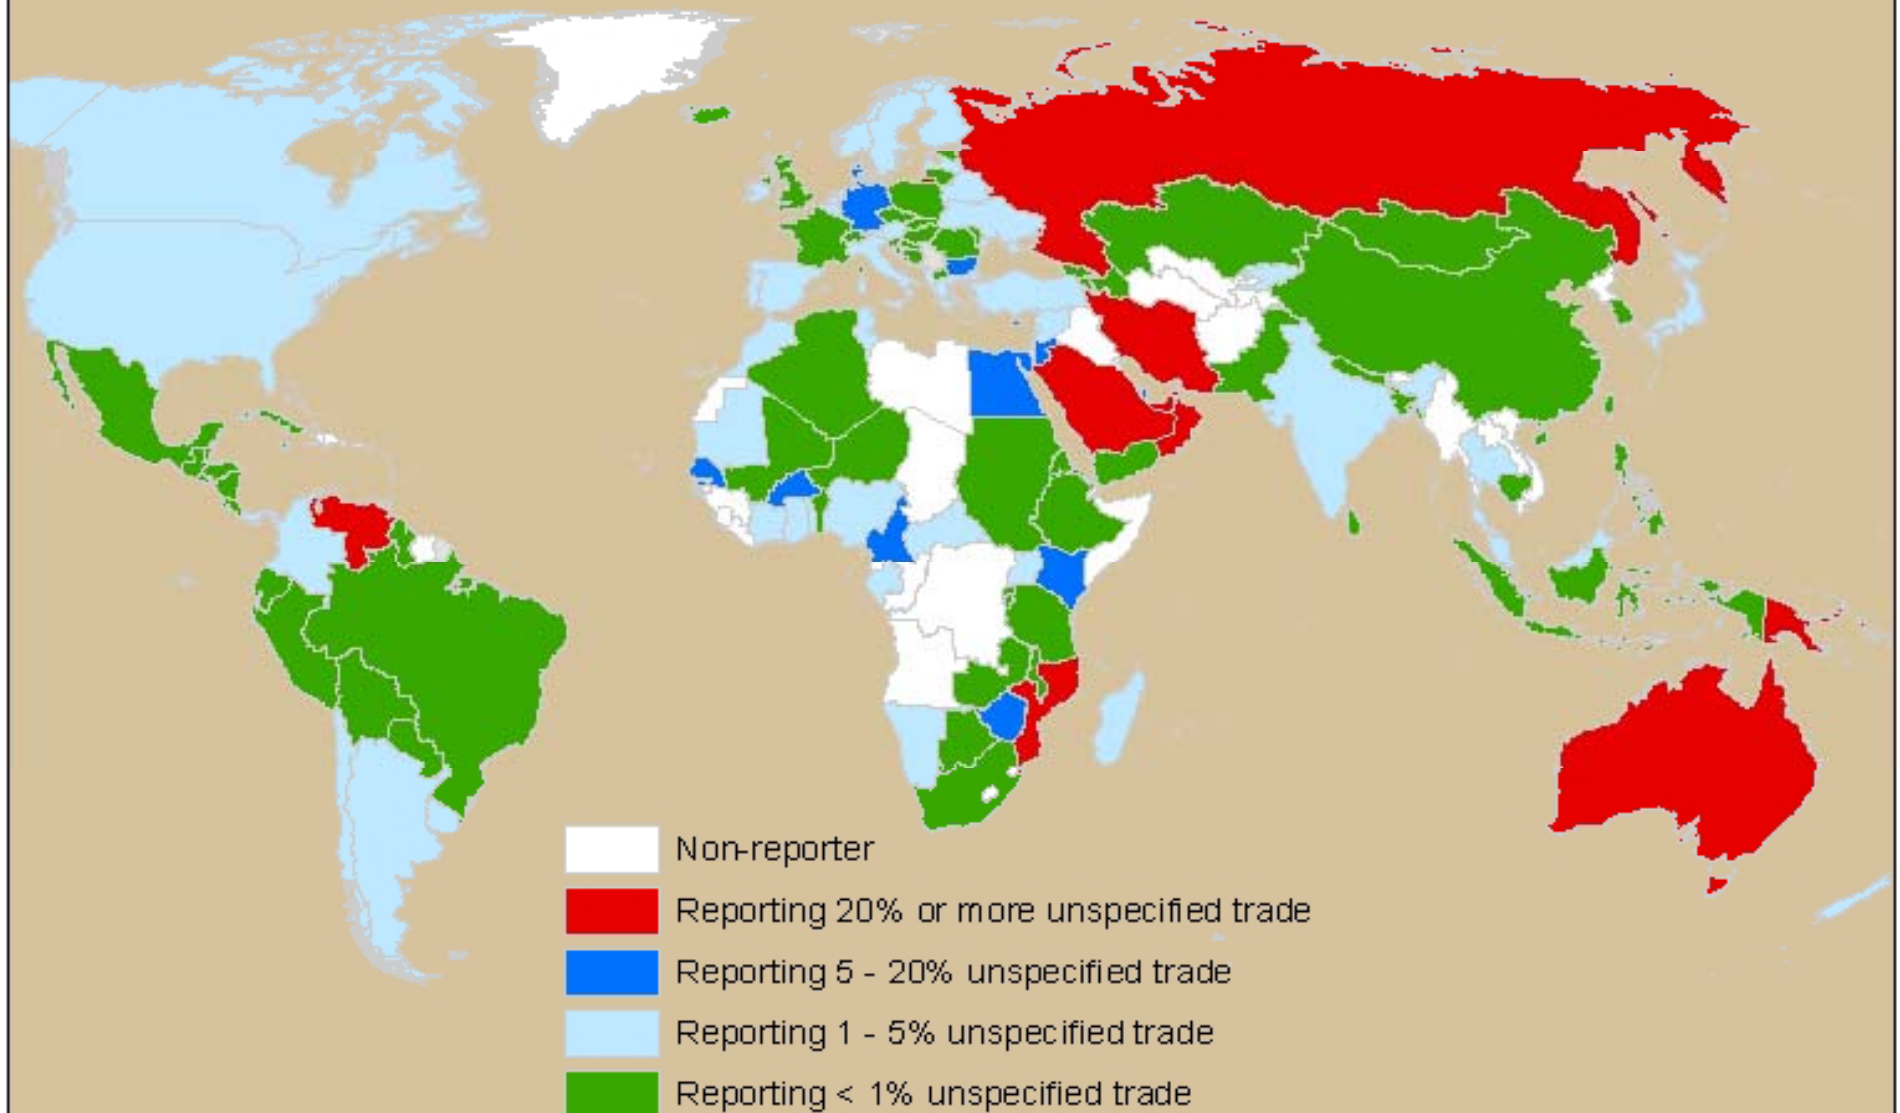 Non-reporter
Reporting 20% or more unspecified trade
Reporting 5 - 20% unspecified trade
Reporting 1 - 5% unspecified trade
Reporting < 1% unspecified trade